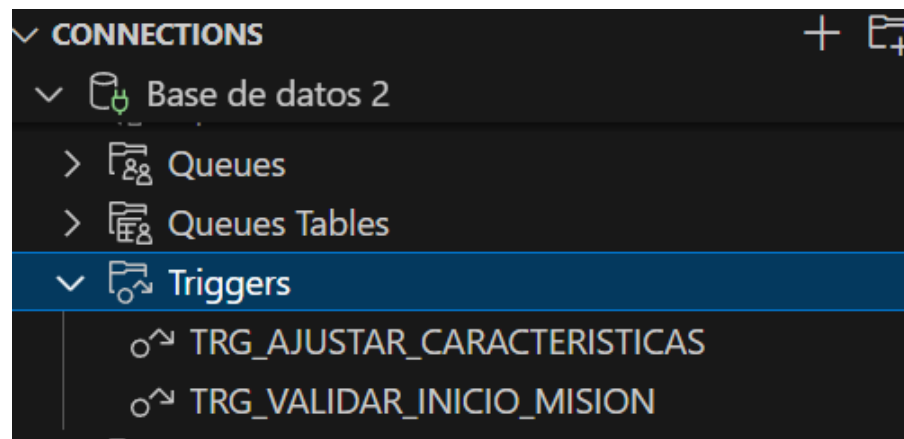 CONNECTIONS
Base de datos 2
Queues
Queues Tables
Triggers
TRG_AJUSTAR_CARACTERISTICAS
TRG_VALIDAR_INICIO_MISION